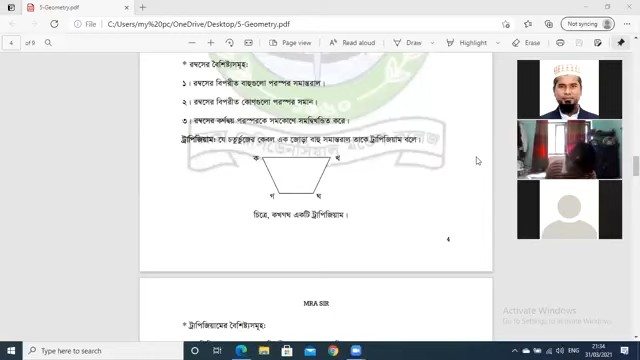 5-Geometry.pdf
File | C:/Users/my%20pc/OneDrive/Desktop/5-Geometry.pdf
Not syncing
4 of 9
Page view
Read aloud
Draw
Highlight
Erase
* রম্বসের বৈশিষ্ট্যসমূহ:
১। রম্বসের বিপরীত বাহুগুলো পরস্পর সমান্তরাল।
২। রম্বসের বিপরীত কোণগুলো পরস্পর সমান।
৩। রম্বসের কর্ণদ্বয় পরস্পরকে সমকোণে সমদ্বিখণ্ডিত করে।
ট্রাপিজিয়াম: যে চতুর্ভুজের কেবল এক জোড়া বাহু সমান্তরাল তাকে ট্রাপিজিয়াম বলে।
ক
খ
গ
ঘ
চিত্রে, কখগঘ একটি ট্রাপিজিয়াম।
4
MRA SIR
* ট্রাপিজিয়ামের বৈশিষ্ট্যসমূহ:
Activate Windows
Go to Settings to activate Windows.
Type here to search
ENG
21:34
31/03/2021